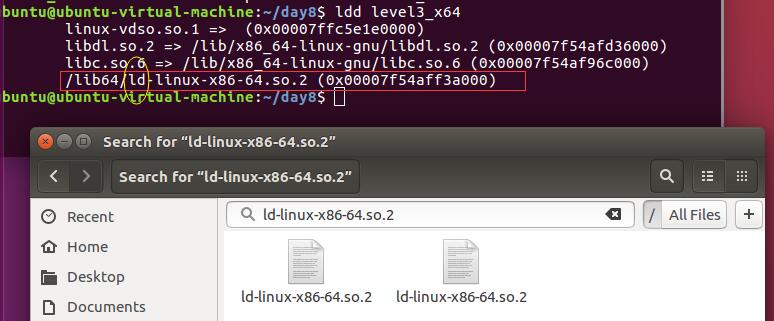 ubuntu@ubuntu-virtual-machine:~/day8$ ldd level3_x64
linux-vdso.so.1 => (0x00007ffc5e1e0000)
libdl.so.2 => /lib/x86_64-linux-gnu/libdl.so.2 (0x00007f54afd36000)
libc.so.6 => /lib/x86_64-linux-gnu/libc.so.6 (0x00007f54af96c000)
/lib64/ld-linux-x86-64.so.2 (0x00007f54aff3a000)
ubuntu@ubuntu-virtual-machine:~/day8$
Search for “ld-linux-x86-64.so.2”
Search for “ld-linux-x86-64.so.2”
Recent
ld-linux-x86-64.so.2
/ All Files
Home
Desktop
Documents
ld-linux-x86-64.so.2
ld-linux-x86-64.so.2